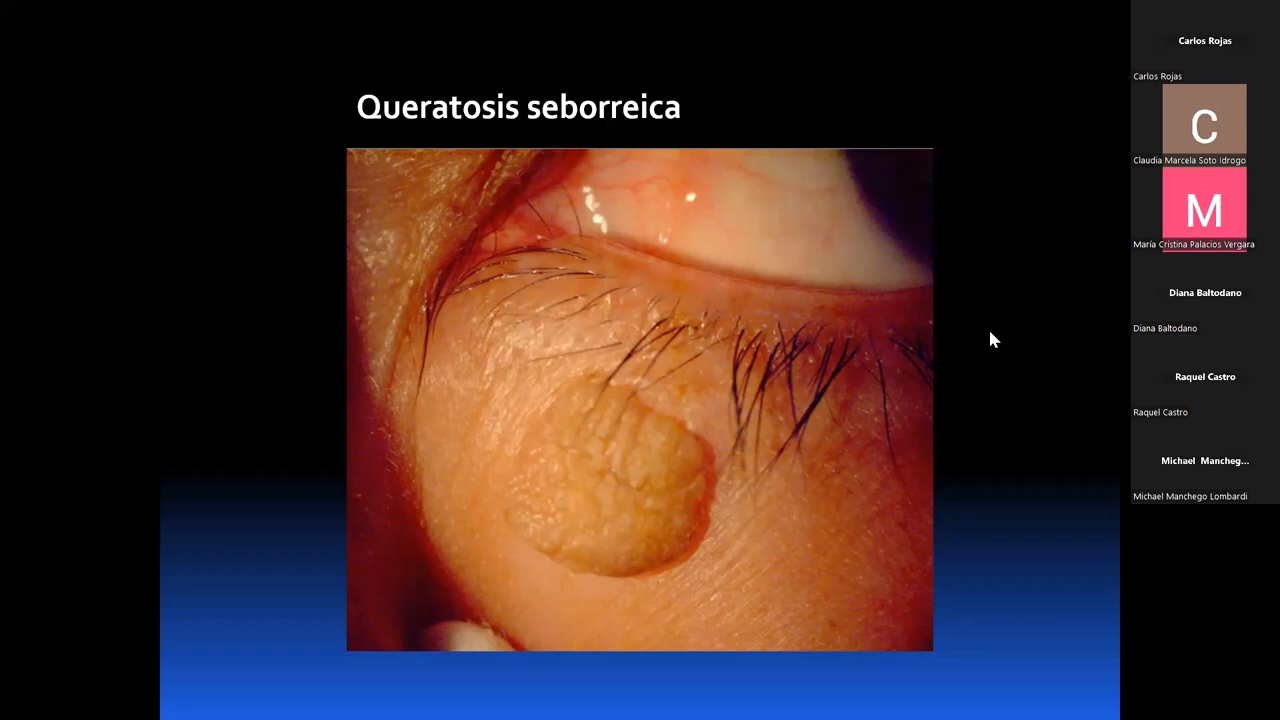 Queratosis seborreica
Carlos Rojas
Carlos Rojas
C
Claudia Marcela Soto Idrogo
M
María Cristina Palacios Vergara
Diana Baltodano
Diana Baltodano
Raquel Castro
Raquel Castro
Michael Mancheg...
Michael Manchego Lombardi